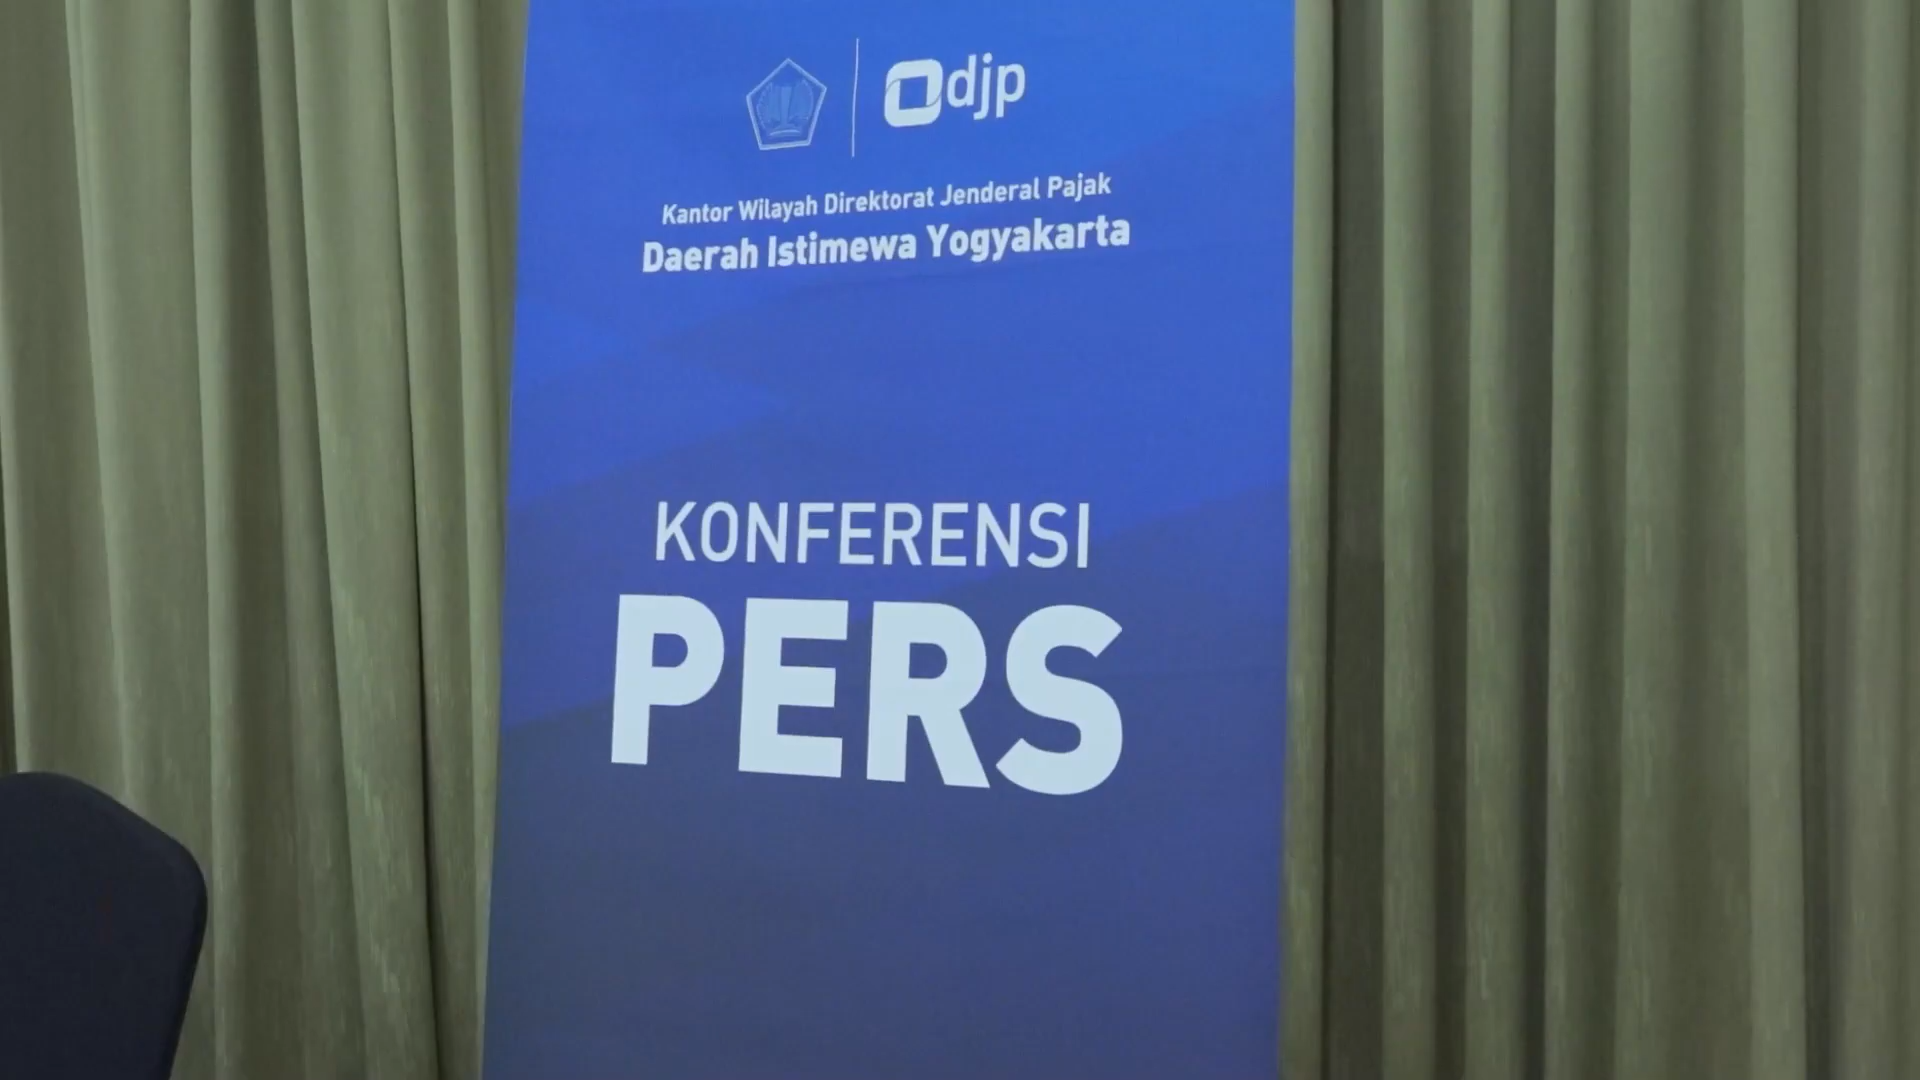 djp
Kantor Wilayah Direktorat Jenderal Pajak
Daerah Istimewa Yogyakarta
KONFERENSI
PERS